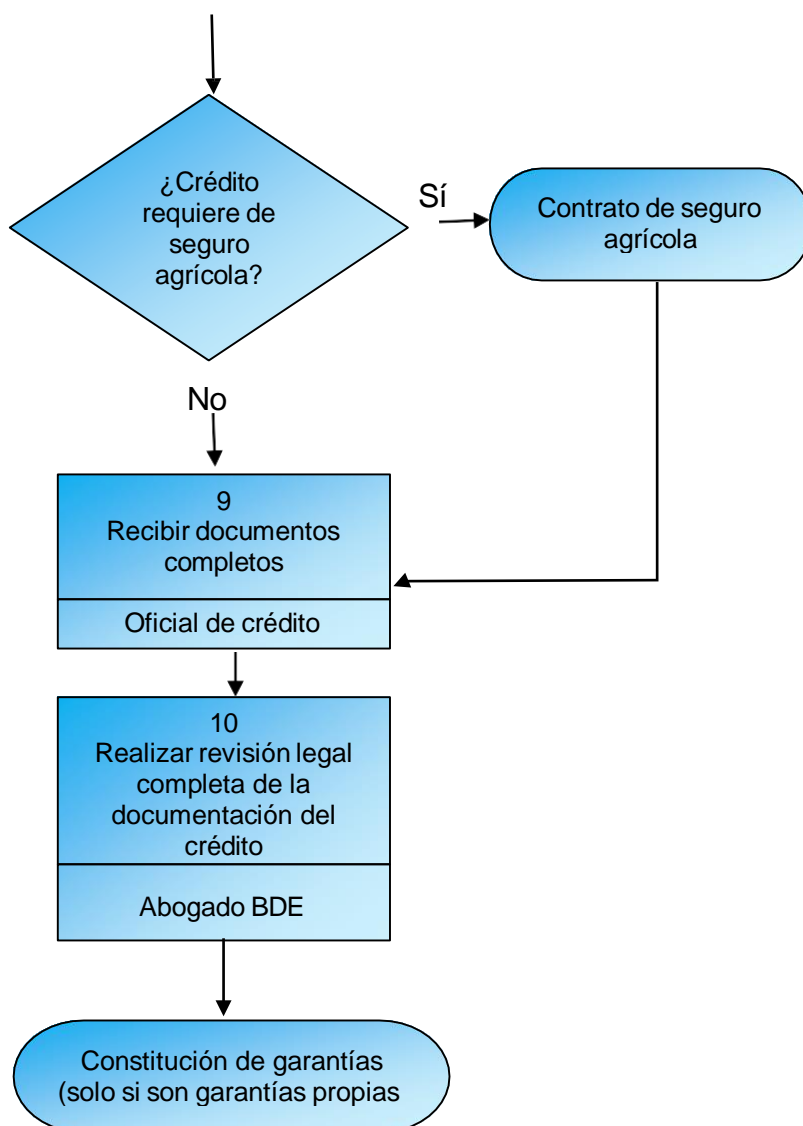 ¿Crédito
requiere de
seguro
agrícola?
Sí
Contrato de seguro
agrícola
No
9
Recibir documentos
completos
Oficial de crédito
10
Realizar revisión legal
completa de la
documentación del
crédito
Abogado BDE
Constitución de garantías
(solo si son garantías propias